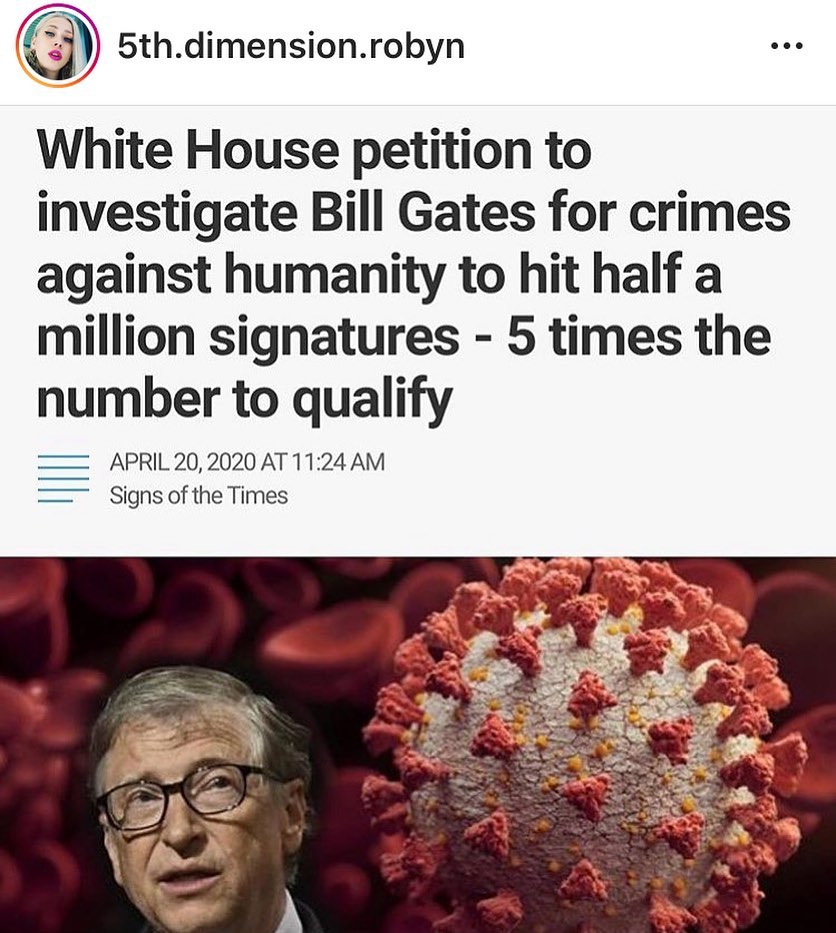 5th.dimension.robyn
White House petition to
investigate Bill Gates for crimes
against humanity to hit half a
million signatures - 5 times the
number to qualify
APRIL 20, 2020 AT 11:24 AM
Signs of the Times